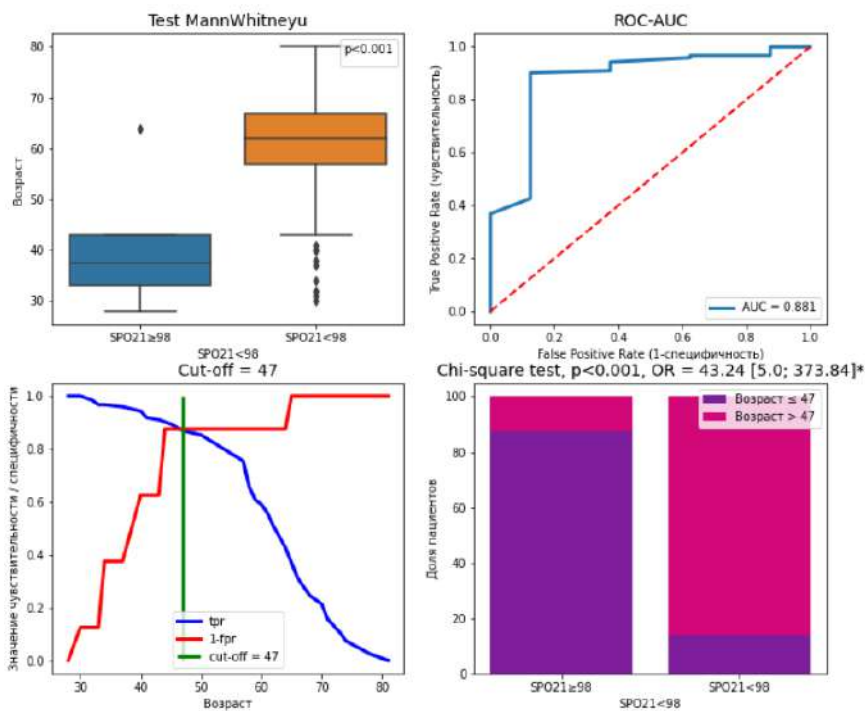 Test MannWhitneyu
80
70
60
50
40
30
Возраст
p<0.001
SPO21≥98
SPO21<98
SPO21<98
ROC-AUC
1.0
0.8
0.6
0.4
0.2
0.0
True Positive Rate (чувствительность)
AUC = 0.881
0.0 0.2 0.4 0.6 0.8 1.0
False Positive Rate (1-специфичность)
Cut-off = 47
1.0
0.8
0.6
0.4
0.2
0.0
Значение чувствительности / специфичности
tpr
1-fpr
cut-off = 47
30 40 50 60 70 80
Возраст
Chi-square test, p<0.001, OR = 43.24 [5.0; 373.84]*
100
80
60
40
20
0
Доля пациентов
Возраст ≤ 47
Возраст > 47
SPO21≥98
SPO21<98
SPO21<98